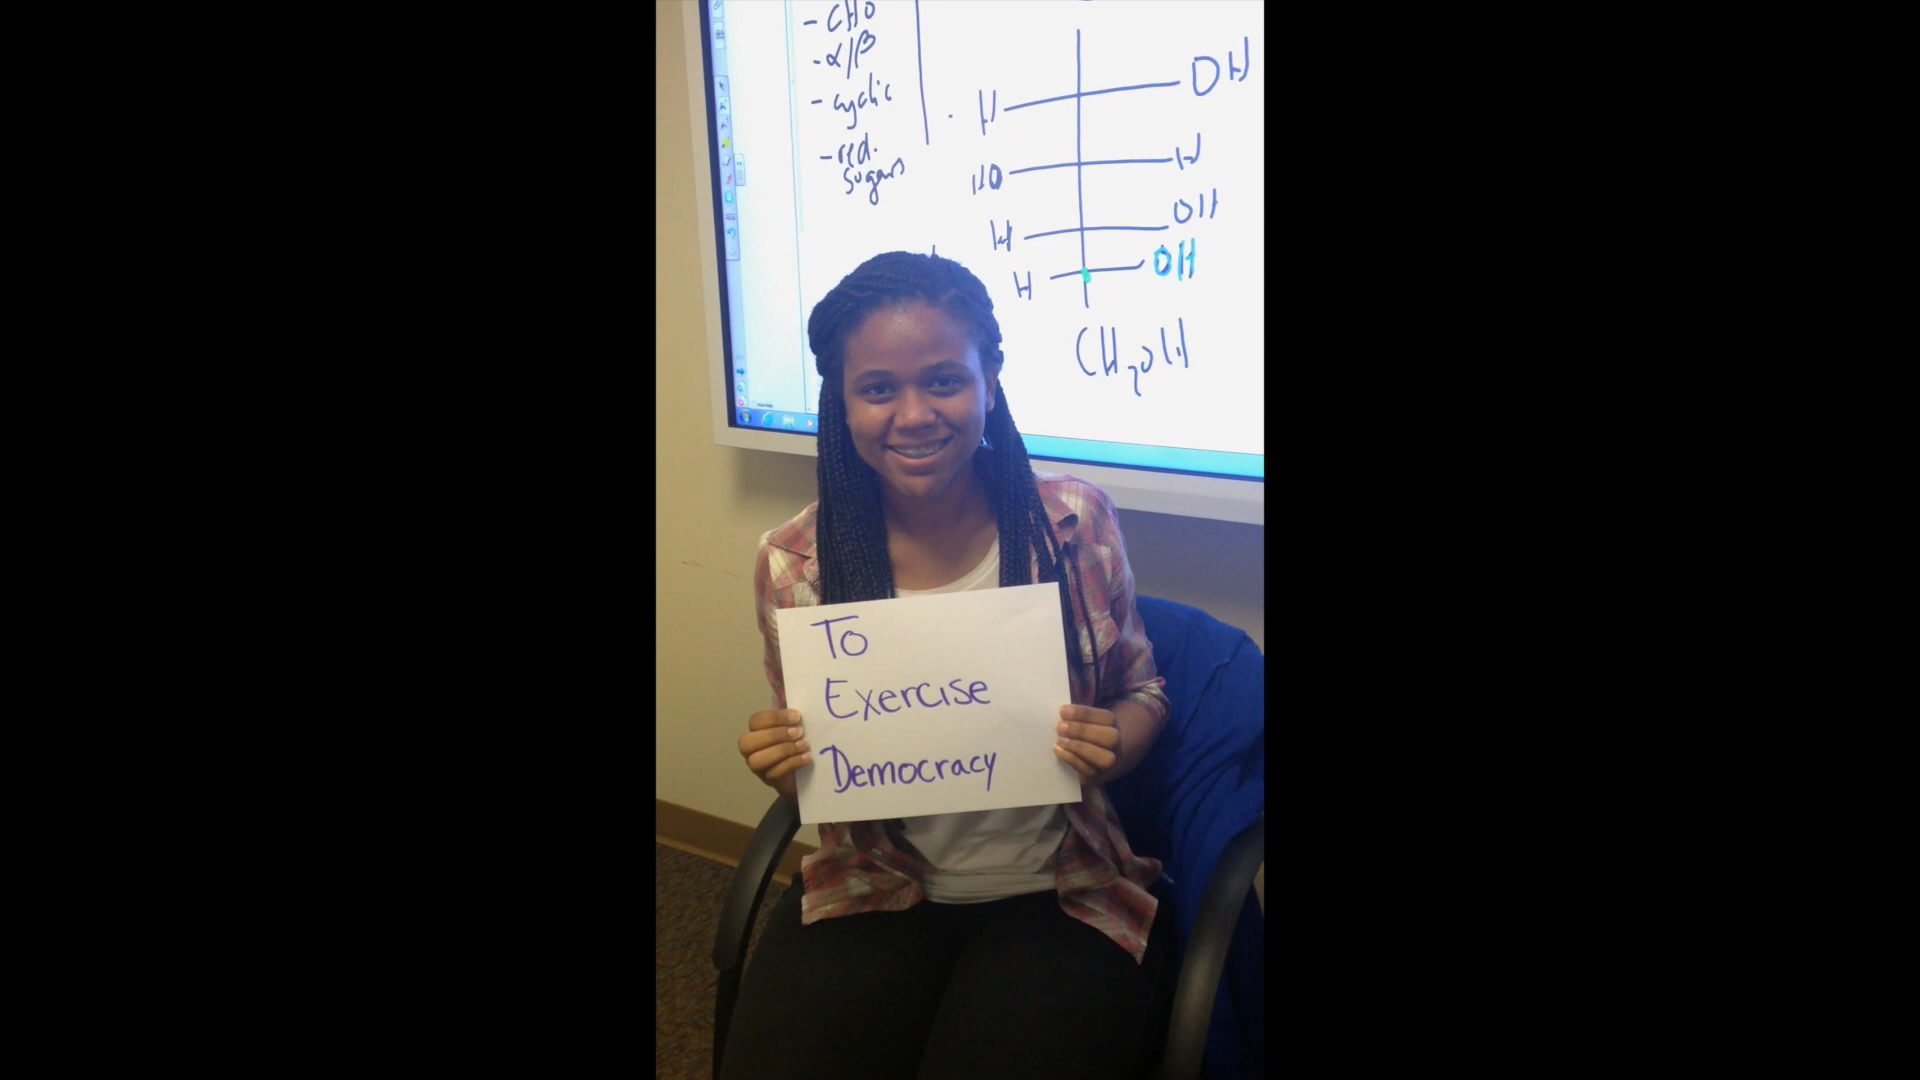 - CHO
- α/β
- cyclic
- red.
sugars
H OH
HO H
H OH
H OH
CH₂OH
To
Exercise
Democracy